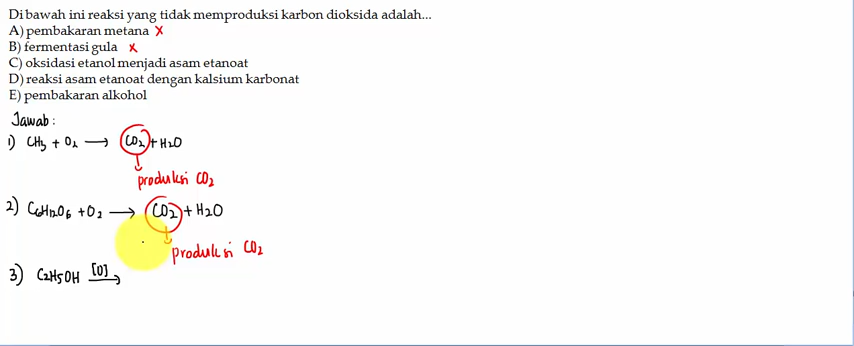 Di bawah ini reaksi yang tidak memproduksi karbon dioksida adalah...
A) pembakaran metana x
B) fermentasi gula x
C) oksidasi etanol menjadi asam etanoat
D) reaksi asam etanoat dengan kalsium karbonat
E) pembakaran alkohol
Jawab :
1) CH3 + O2 → CO2 + H2O
produksi CO2
2) C6H12O6 + O2 → CO2 + H2O
produksi CO2
3) C2H5OH [O] →